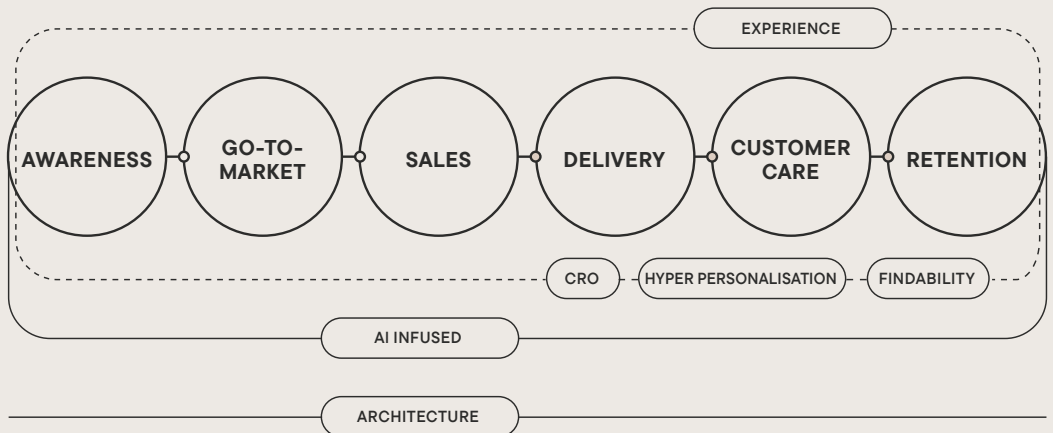 EXPERIENCE
AWARENESS
GO-TO-
MARKET
SALES
DELIVERY
CUSTOMER
CARE
RETENTION
CRO
HYPER PERSONALISATION
FINDABILITY
AI INFUSED
ARCHITECTURE